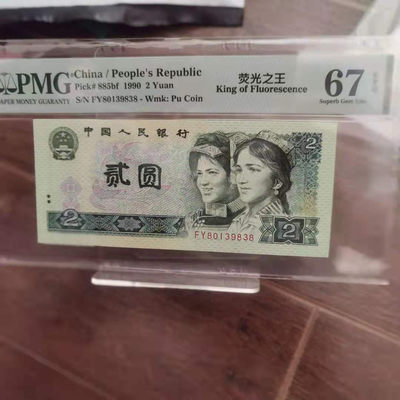 PMG
PAPER MONEY GUARANTY
China / People's Republic
Pick# 885bf 1990 2 Yuan
S/N FY80139838 - Wmk: Pu Coin
荧光之王
King of Fluorescence
67
Superb Gem Unc
中国人民银行
2
贰圆
2
FY80139838
2